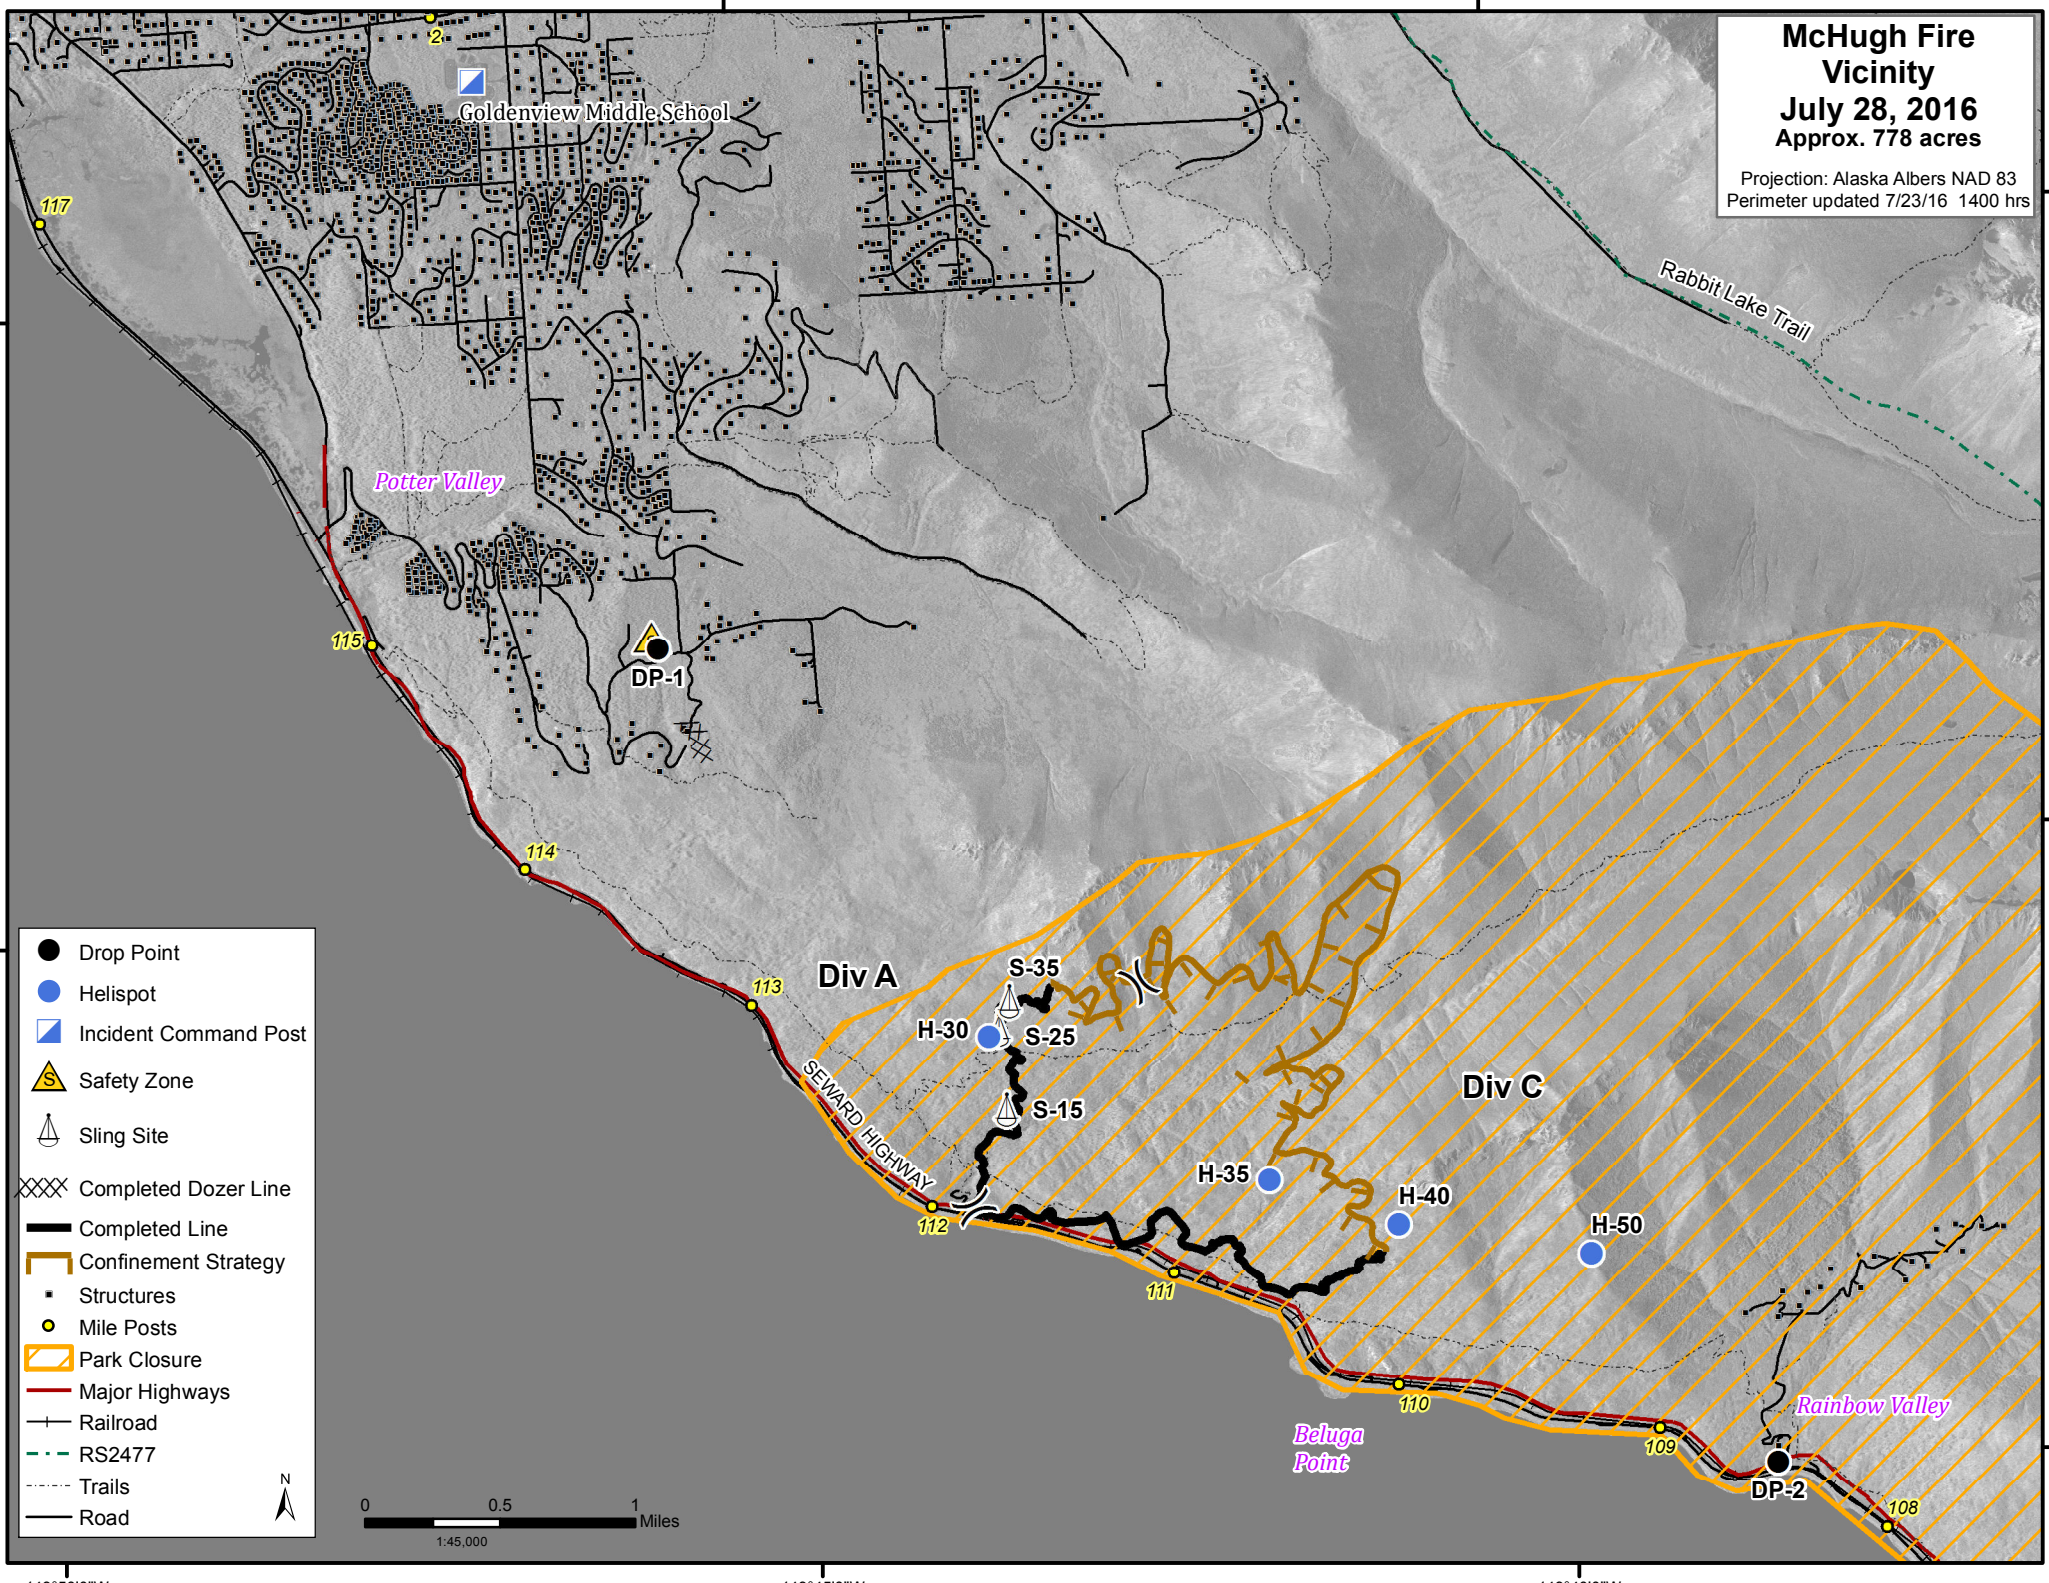 McHugh Fire
Vicinity
July 28, 2016
Approx. 778 acres
Projection: Alaska Albers NAD 83
Perimeter updated 7/23/16 1400 hrs
2
Goldenview Middle School
117
Rabbit Lake Trail
Potter Valley
115
DP-1
114
113
Div A
S-35
H-30
S-25
S-15
SEWARD HIGHWAY
Div C
H-35
H-40
H-50
112
111
110
109
108
Beluga
Point
Rainbow Valley
DP-2
Drop Point
Helispot
Incident Command Post
S
Safety Zone
Sling Site
Completed Dozer Line
Completed Line
Confinement Strategy
Structures
Mile Posts
Park Closure
Major Highways
Railroad
RS2477
Trails
Road
N
0 0.5 1
Miles
1:45,000